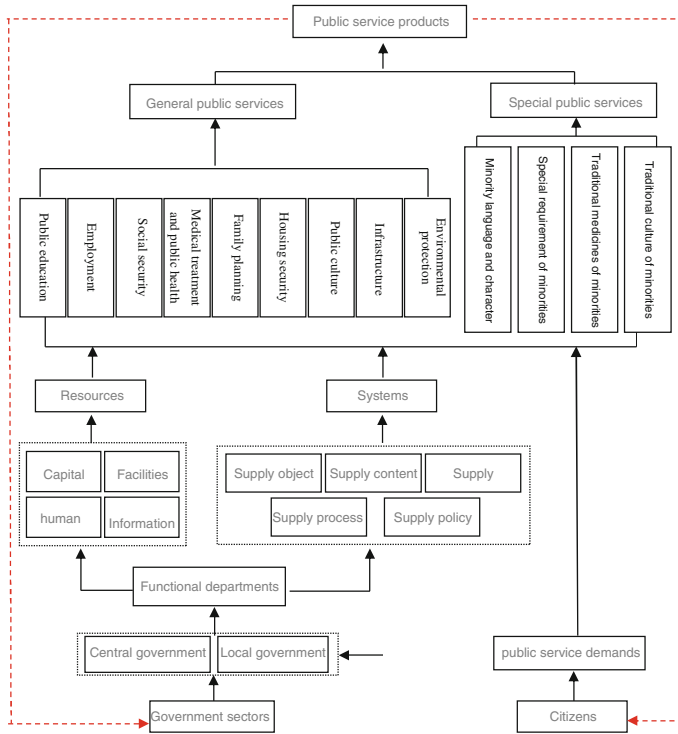 Public service products
General public services
Special public services
Public education
Employment
Social security
Medical treatment
and public health
Family planning
Housing security
Public culture
Infrastructure
Environmental
protection
Minority language and character
Special requirement of minorities
Traditional medicines of minorities
Traditional culture of minorities
Resources
Systems
Capital
Facilities
human
Information
Supply object
Supply content
Supply
Supply process
Supply policy
Functional departments
Central government
Local government
public service demands
Government sectors
Citizens